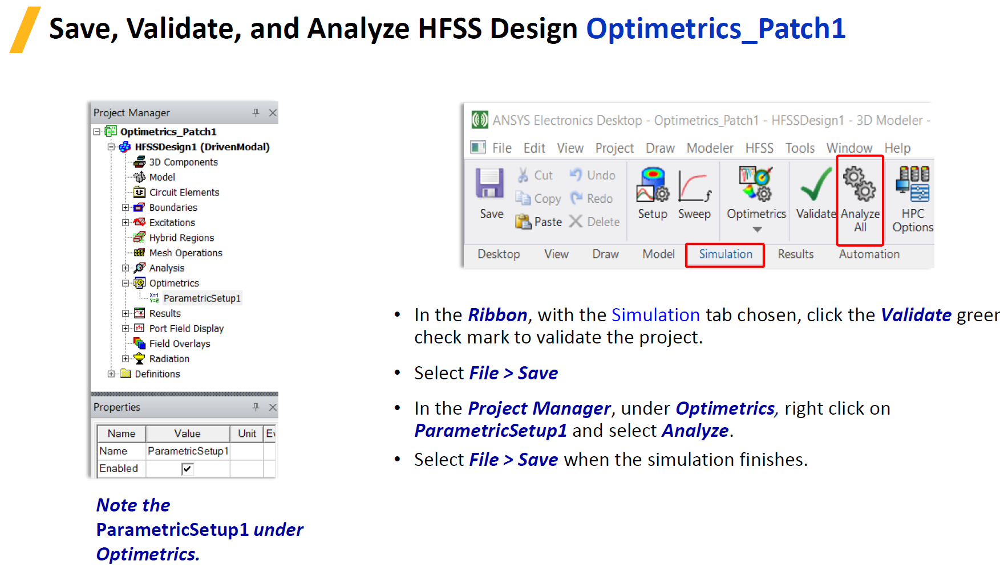 Save, Validate, and Analyze HFSS Design Optimetrics_Patch1
Project Manager
Optimetrics_Patch1
HFSSDesign1 (DrivenModal)
3D Components
Model
Circuit Elements
Boundaries
Excitations
Hybrid Regions
Mesh Operations
Analysis
Optimetrics
ParametricSetup1
Results
Port Field Display
Field Overlays
Radiation
Definitions
Properties
Name Value Unit Ev
Name ParametricSetup1
Enabled
Note the
ParametricSetup1 under
Optimetrics.
ANSYS Electronics Desktop - Optimetrics_Patch1 - HFSSDesign1 - 3D Modeler -
File Edit View Project Draw Modeler HFSS Tools Window Help
Cut Undo
Copy Redo
Save Setup Sweep Optimetrics Validate Analyze All HPC Options
Paste Delete
Desktop View Draw Model Simulation Results Automation
• In the Ribbon, with the Simulation tab chosen, click the Validate green
check mark to validate the project.
• Select File > Save
• In the Project Manager, under Optimetrics, right click on
ParametricSetup1 and select Analyze.
• Select File > Save when the simulation finishes.